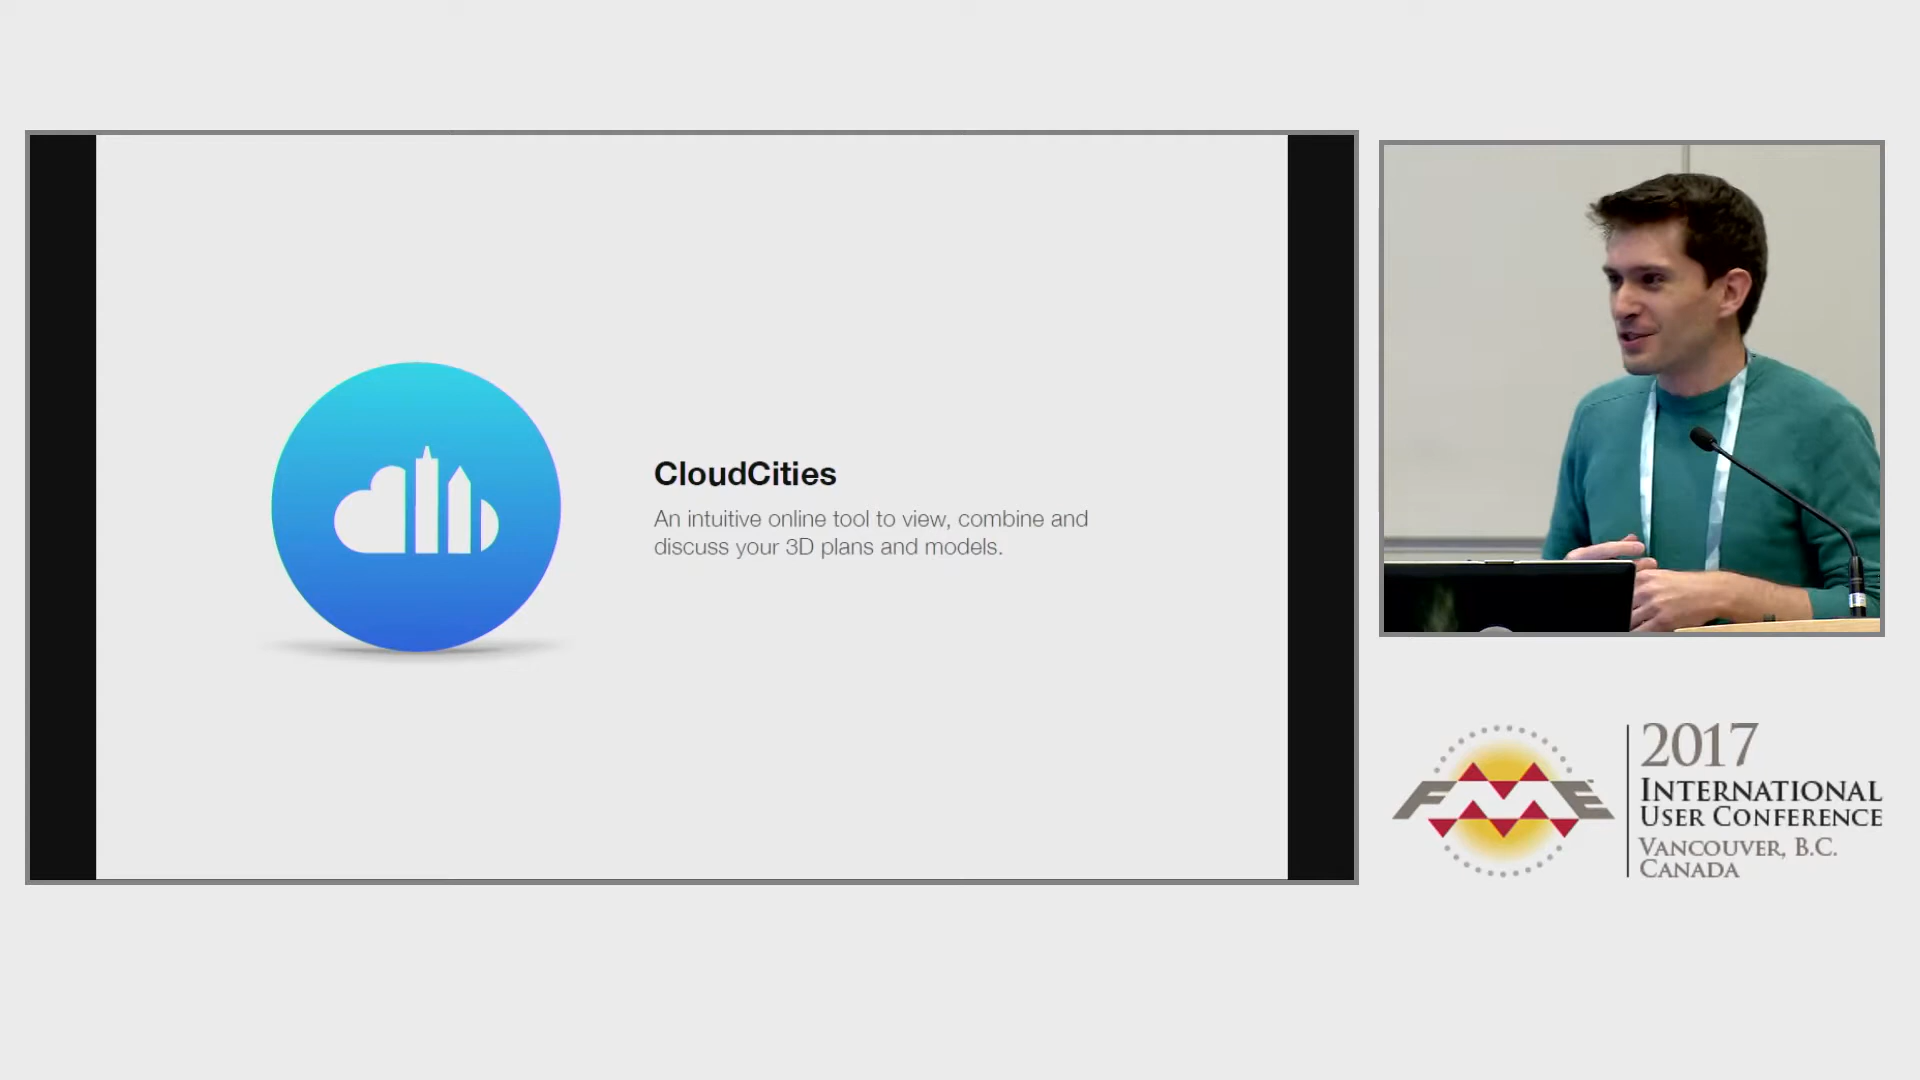 CloudCities
An intuitive online tool to view, combine and
discuss your 3D plans and models.
FME
2017
INTERNATIONAL
USER CONFERENCE
VANCOUVER, B.C.
CANADA